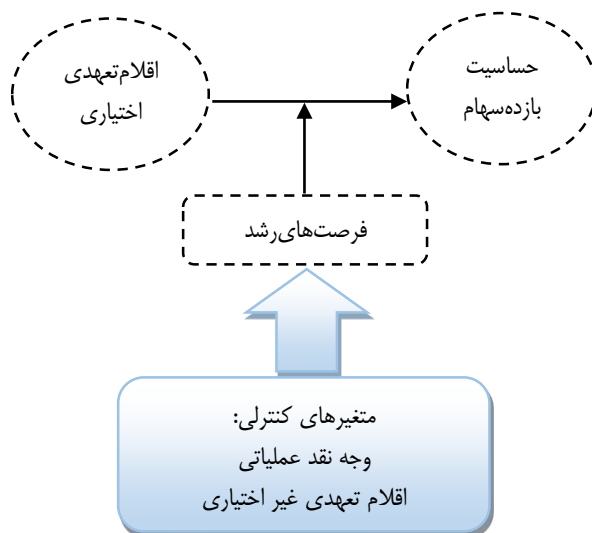 حساسیت
بازده‌سهام
اقلام‌تعهدی
اختیاری
فرصت‌های‌رشد
متغیرهای کنترلی:
وجه نقد عملیاتی
اقلام تعهدی غیر اختیاری